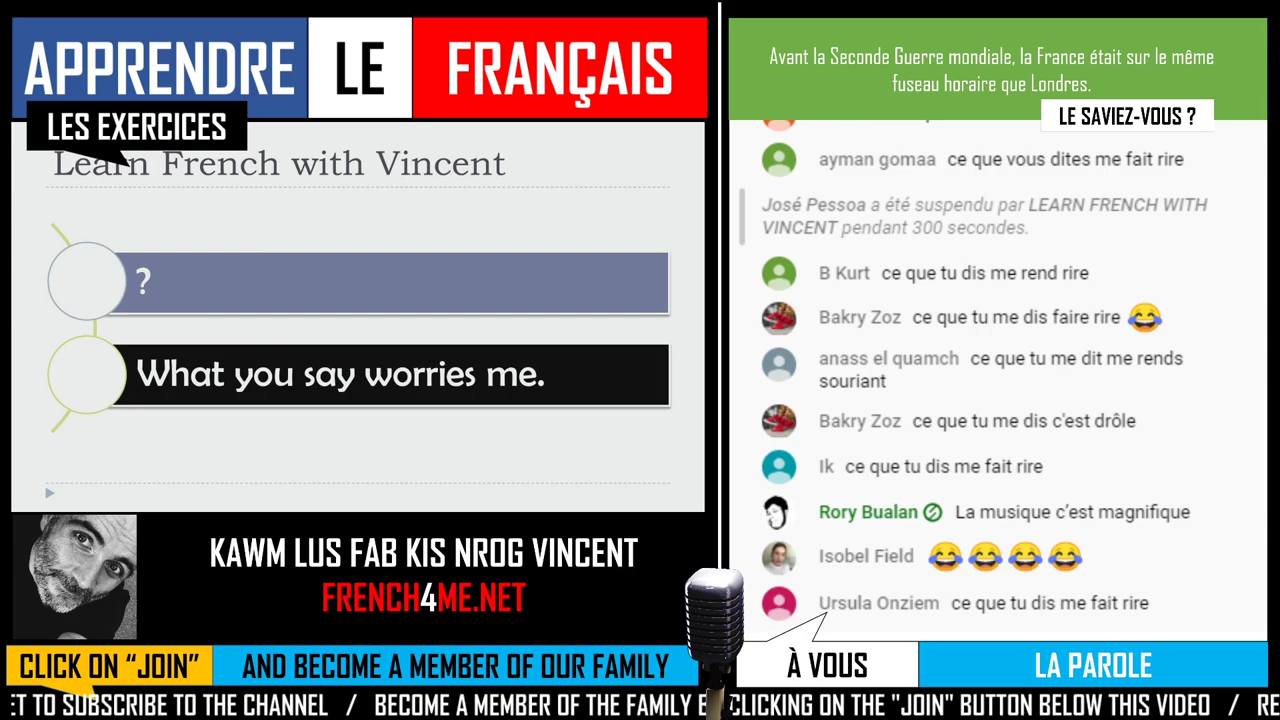 APPRENDRE LE FRANÇAIS
LES EXERCICES
Learn French with Vincent
?
What you say worries me.
KAWM LUS FAB KIS NROG VINCENT
FRENCH4ME.NET
CLICK ON “JOIN” AND BECOME A MEMBER OF OUR FAMILY
Avant la Seconde Guerre mondiale, la France était sur le même
fuseau horaire que Londres.
LE SAVIEZ-VOUS ?
ayman gomaa ce que vous dites me fait rire
José Pessoa a été suspendu par LEARN FRENCH WITH
VINCENT pendant 300 secondes.
B Kurt ce que tu dis me rend rire
Bakry Zoz ce que tu me dis faire rire 😂
anass el quamch ce que tu me dit me rends
souriant
Bakry Zoz ce que tu me dis c'est drôle
Ik ce que tu dis me fait rire
Rory Bualan La musique c’est magnifique
Isobel Field 😂😂😂😂
Ursula Onziem ce que tu dis me fait rire
À VOUS LA PAROLE
TO SUBSCRIBE TO THE CHANNEL / BECOME A MEMBER OF THE FAMILY CLICKING ON THE "JOIN" BUTTON BELOW THIS VIDEO /